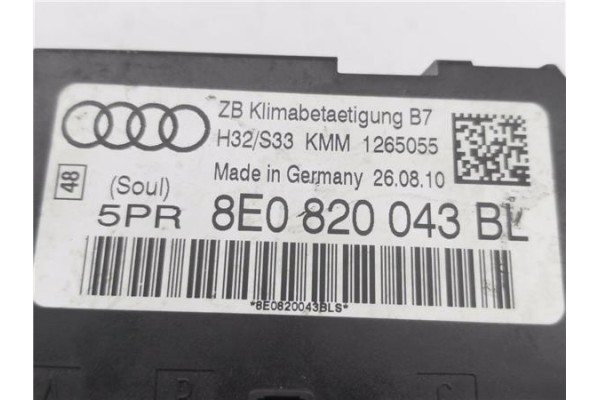 ZB Klimabetaetigung B7
H32/S33 KMM 1265055
Made in Germany 26.08.10
48
(Soul)
5PR 8E0 820 043 BL
*8E0820043BLS*
A B C